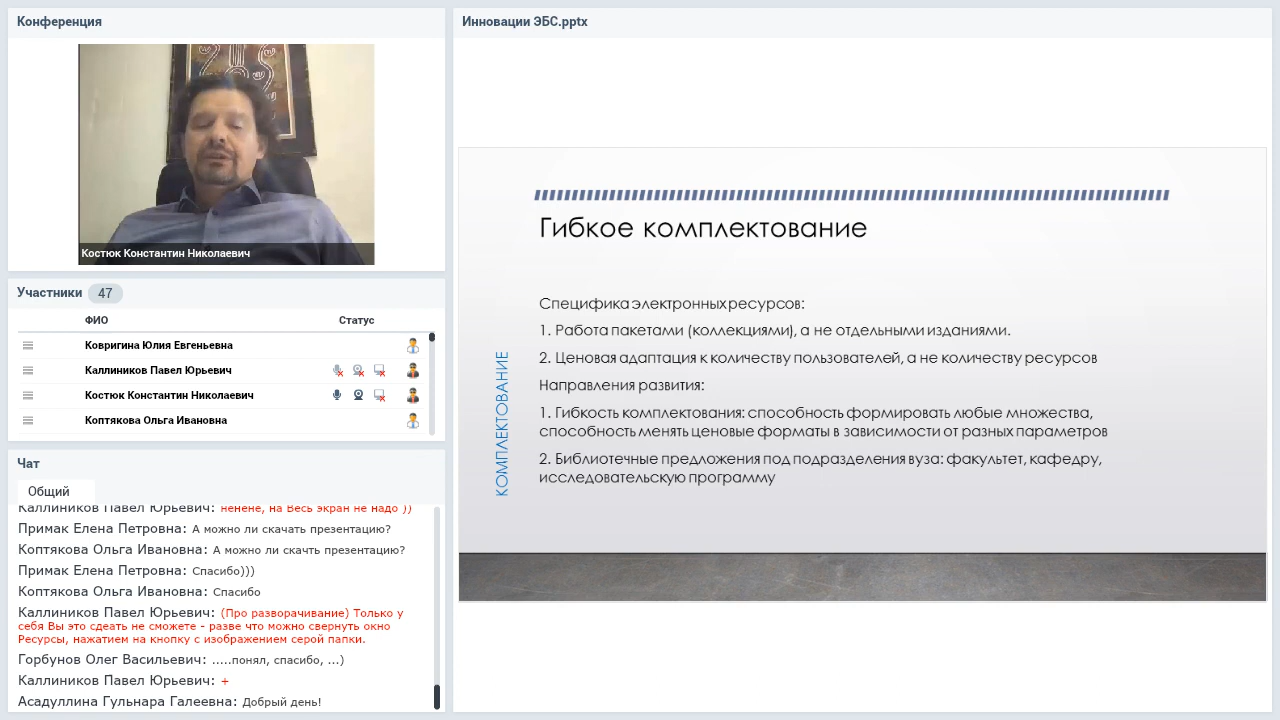 Конференция
Костюк Константин Николаевич
Участники 47
ФИО Статус
Ковригина Юлия Евгеньевна
Каллиников Павел Юрьевич
Костюк Константин Николаевич
Коптякова Ольга Ивановна
Чат
Общий
Каллиников Павел Юрьевич: нененe, на Весь экран не надо ))
Примак Елена Петровна: А можно ли скачать презентацию?
Коптякова Ольга Ивановна: А можно ли скачть презентацию?
Примак Елена Петровна: Спасибо)))
Коптякова Ольга Ивановна: Спасибо
Каллиников Павел Юрьевич: (Про разворачивание) Только у
себя Вы это сдеать не сможете - разве что можно свернуть окно
Ресурсы, нажатием на кнопку с изображением серой папки.
Горбунов Олег Васильевич: .....понял, спасибо, ...)
Каллиников Павел Юрьевич: +
Асадуллина Гульнара Галеевна: Добрый день!
Инновации ЭБС.pptx
Гибкое комплектование
КОМПЛЕКТОВАНИЕ
Специфика электронных ресурсов:
1. Работа пакетами (коллекциями), а не отдельными изданиями.
2. Ценовая адаптация к количеству пользователей, а не количеству ресурсов
Направления развития:
1. Гибкость комплектования: способность формировать любые множества,
способность менять ценовые форматы в зависимости от разных параметров
2. Библиотечные предложения под подразделения вуза: факультет, кафедру,
исследовательскую программу